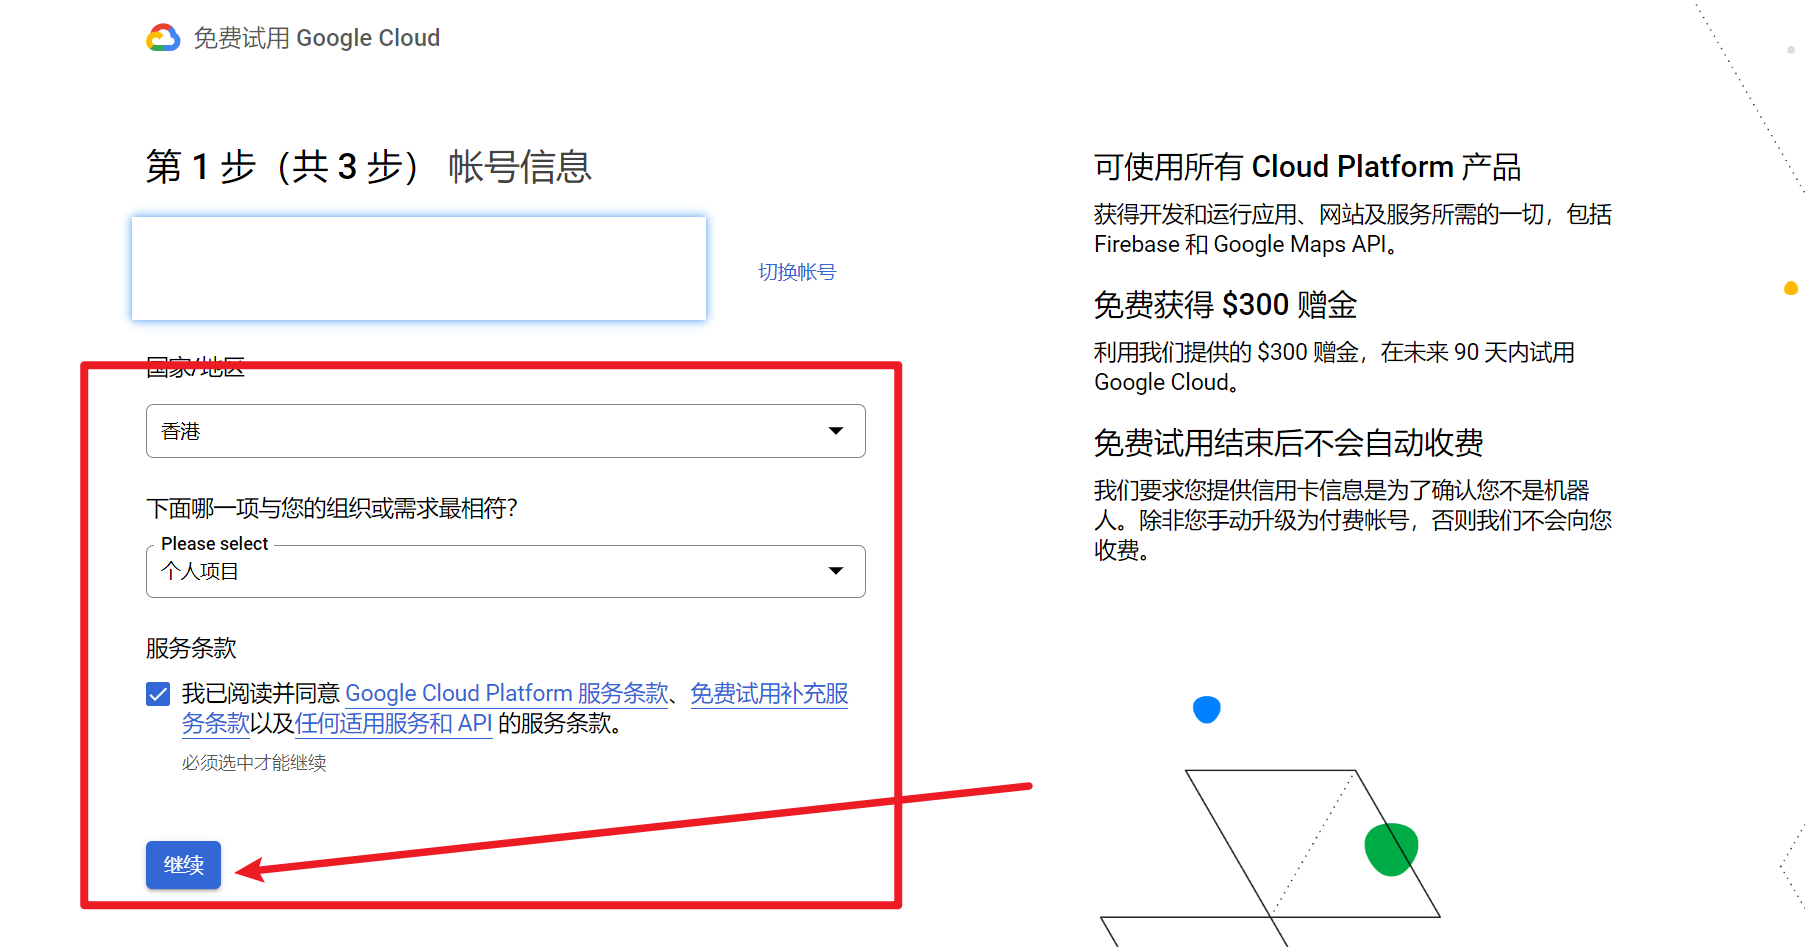 免费试用 Google Cloud
第 1 步（共 3 步） 帐号信息
切换帐号
国家/地区
香港
下面哪一项与您的组织或需求最相符？
Please select
个人项目
服务条款
我已阅读并同意 Google Cloud Platform 服务条款、免费试用补充服
务条款以及任何适用服务和 API 的服务条款。
必须选中才能继续
继续
可使用所有 Cloud Platform 产品
获得开发和运行应用、网站及服务所需的一切，包括
Firebase 和 Google Maps API。
免费获得 $300 赠金
利用我们提供的 $300 赠金，在未来 90 天内试用
Google Cloud。
免费试用结束后不会自动收费
我们要求您提供信用卡信息是为了确认您不是机器
人。除非您手动升级为付费帐号，否则我们不会向您
收费。